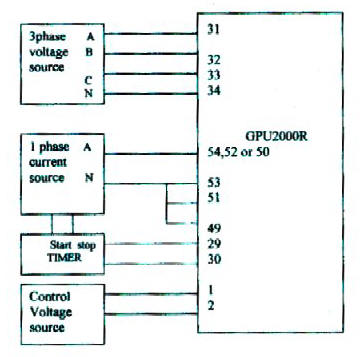 3phase A
voltage B
source
C
N
31
32
33
34
GPU2000R
1 phase A
current
source N
54,52 or 50
53
51
49
Start stop
TIMER
29
30
Control
Voltage
source
1
2